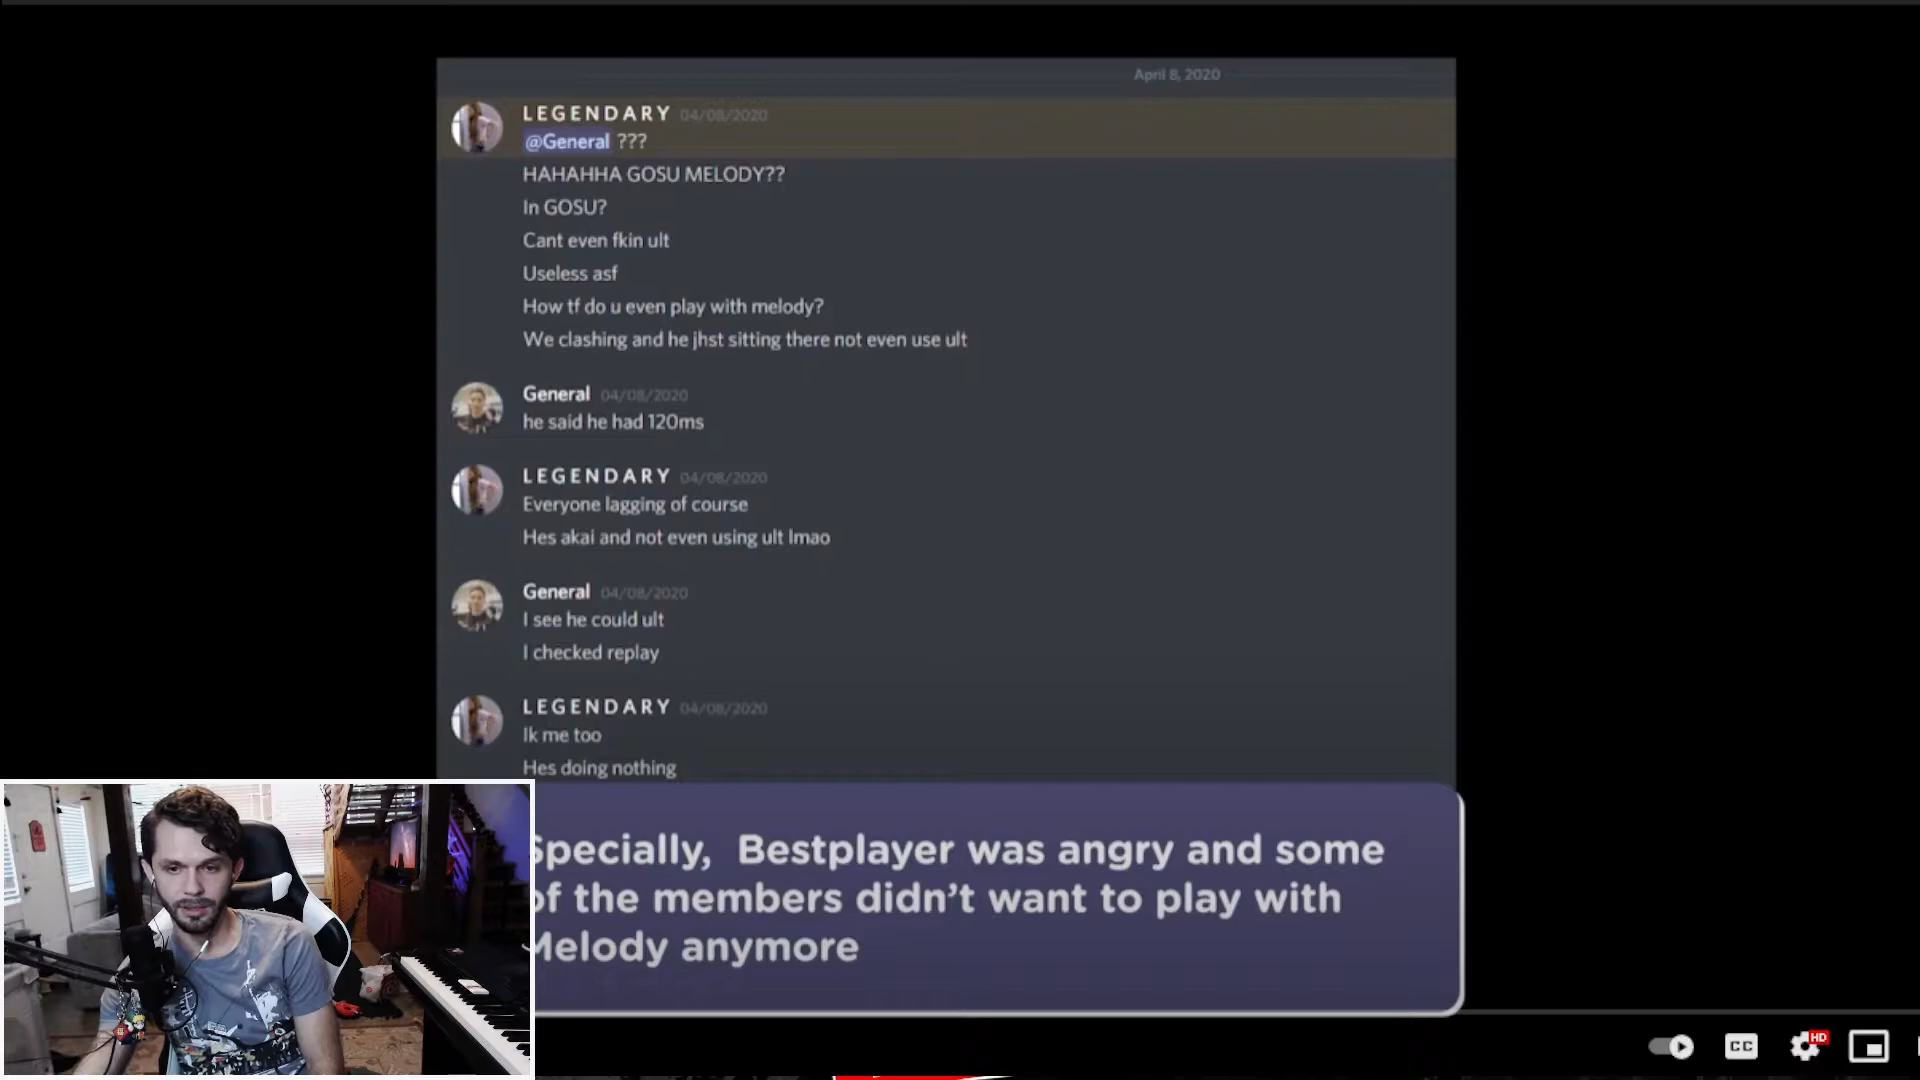 April 8, 2020
LEGENDARY 04/08/2020
@General ???
HAHAHHA GOSU MELODY??
In GOSU?
Cant even fkin ult
Useless asf
How tf do u even play with melody?
We clashing and he jhst sitting there not even use ult
General 04/08/2020
he said he had 120ms
LEGENDARY 04/08/2020
Everyone lagging of course
Hes akai and not even using ult lmao
General 04/08/2020
I see he could ult
I checked replay
LEGENDARY 04/08/2020
Ik me too
Hes doing nothing
Specially, Bestplayer was angry and some
of the members didn't want to play with
Melody anymore
CC
HD